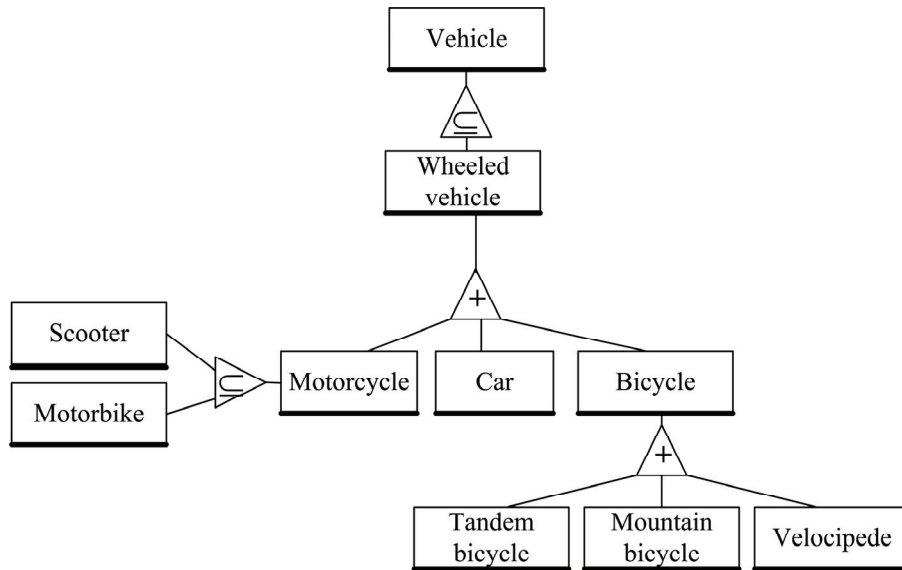 Vehicle
⊆
Wheeled
vehicle
+
Scooter
Motorbike
⊆
Motorcycle
Car
Bicycle
+
Tandem
bicycle
Mountain
bicycle
Velocipede